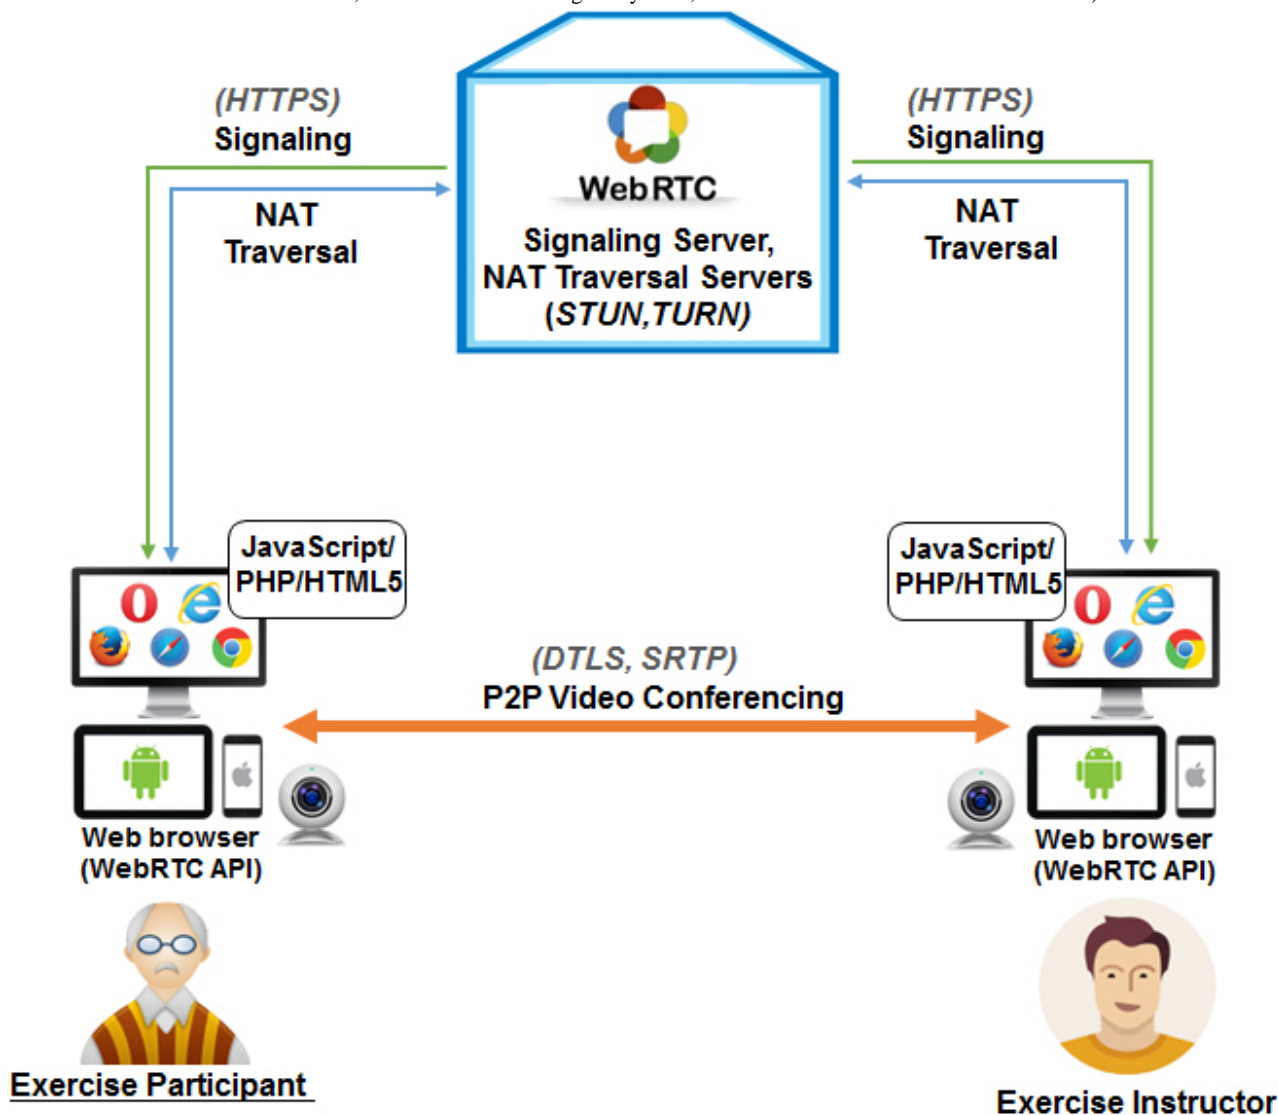 (HTTPS)
Signaling
NAT
Traversal
WebRTC
Signaling Server,
NAT Traversal Servers
(STUN,TURN)
(HTTPS)
Signaling
NAT
Traversal
JavaScript/
PHP/HTML5
JavaScript/
PHP/HTML5
(DTLS, SRTP)
P2P Video Conferencing
Web browser
(WebRTC API)
Web browser
(WebRTC API)
Exercise Participant
Exercise Instructor